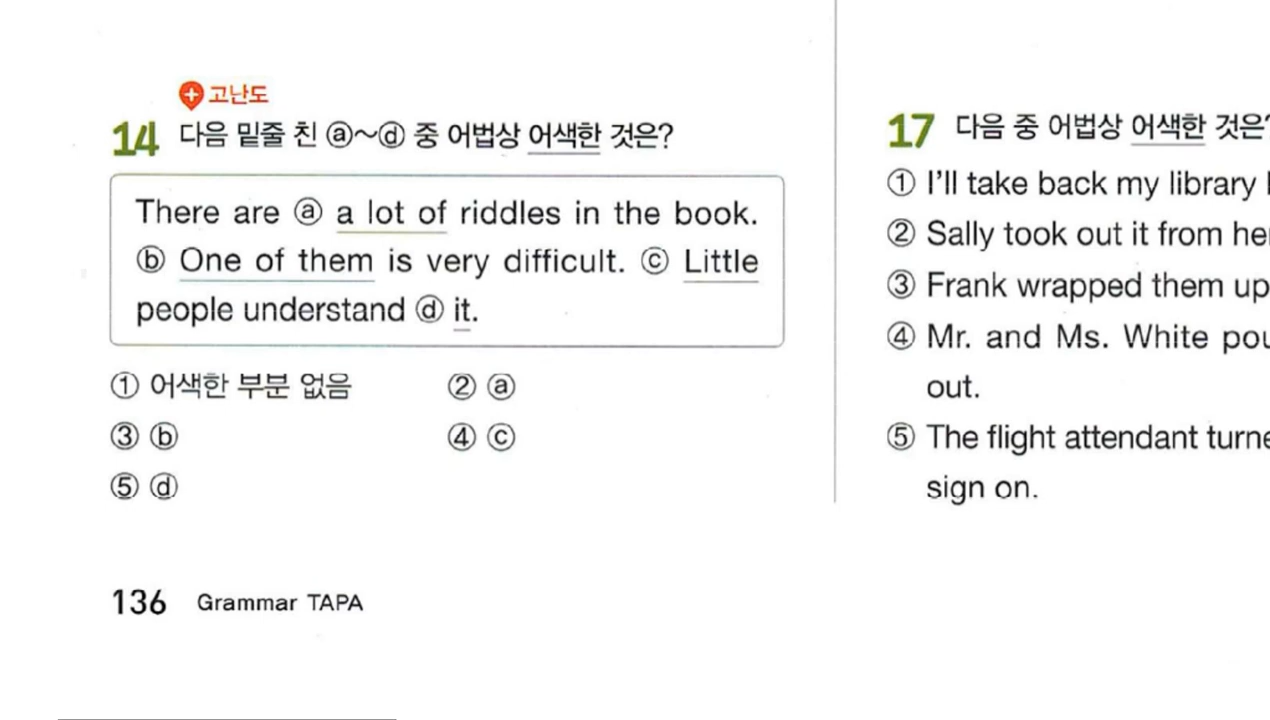 고난도
14 다음 밑줄 친 ⓐ~ⓓ 중 어법상 어색한 것은?
There are ⓐ a lot of riddles in the book.
ⓑ One of them is very difficult. ⓒ Little
people understand ⓓ it.
① 어색한 부분 없음 ② ⓐ
③ ⓑ ④ ⓒ
⑤ ⓓ
136 Grammar TAPA
17 다음 중 어법상 어색한 것은?
① I'll take back my library
② Sally took out it from
③ Frank wrapped them up
④ Mr. and Ms. White
out.
⑤ The flight attendant
sign on.